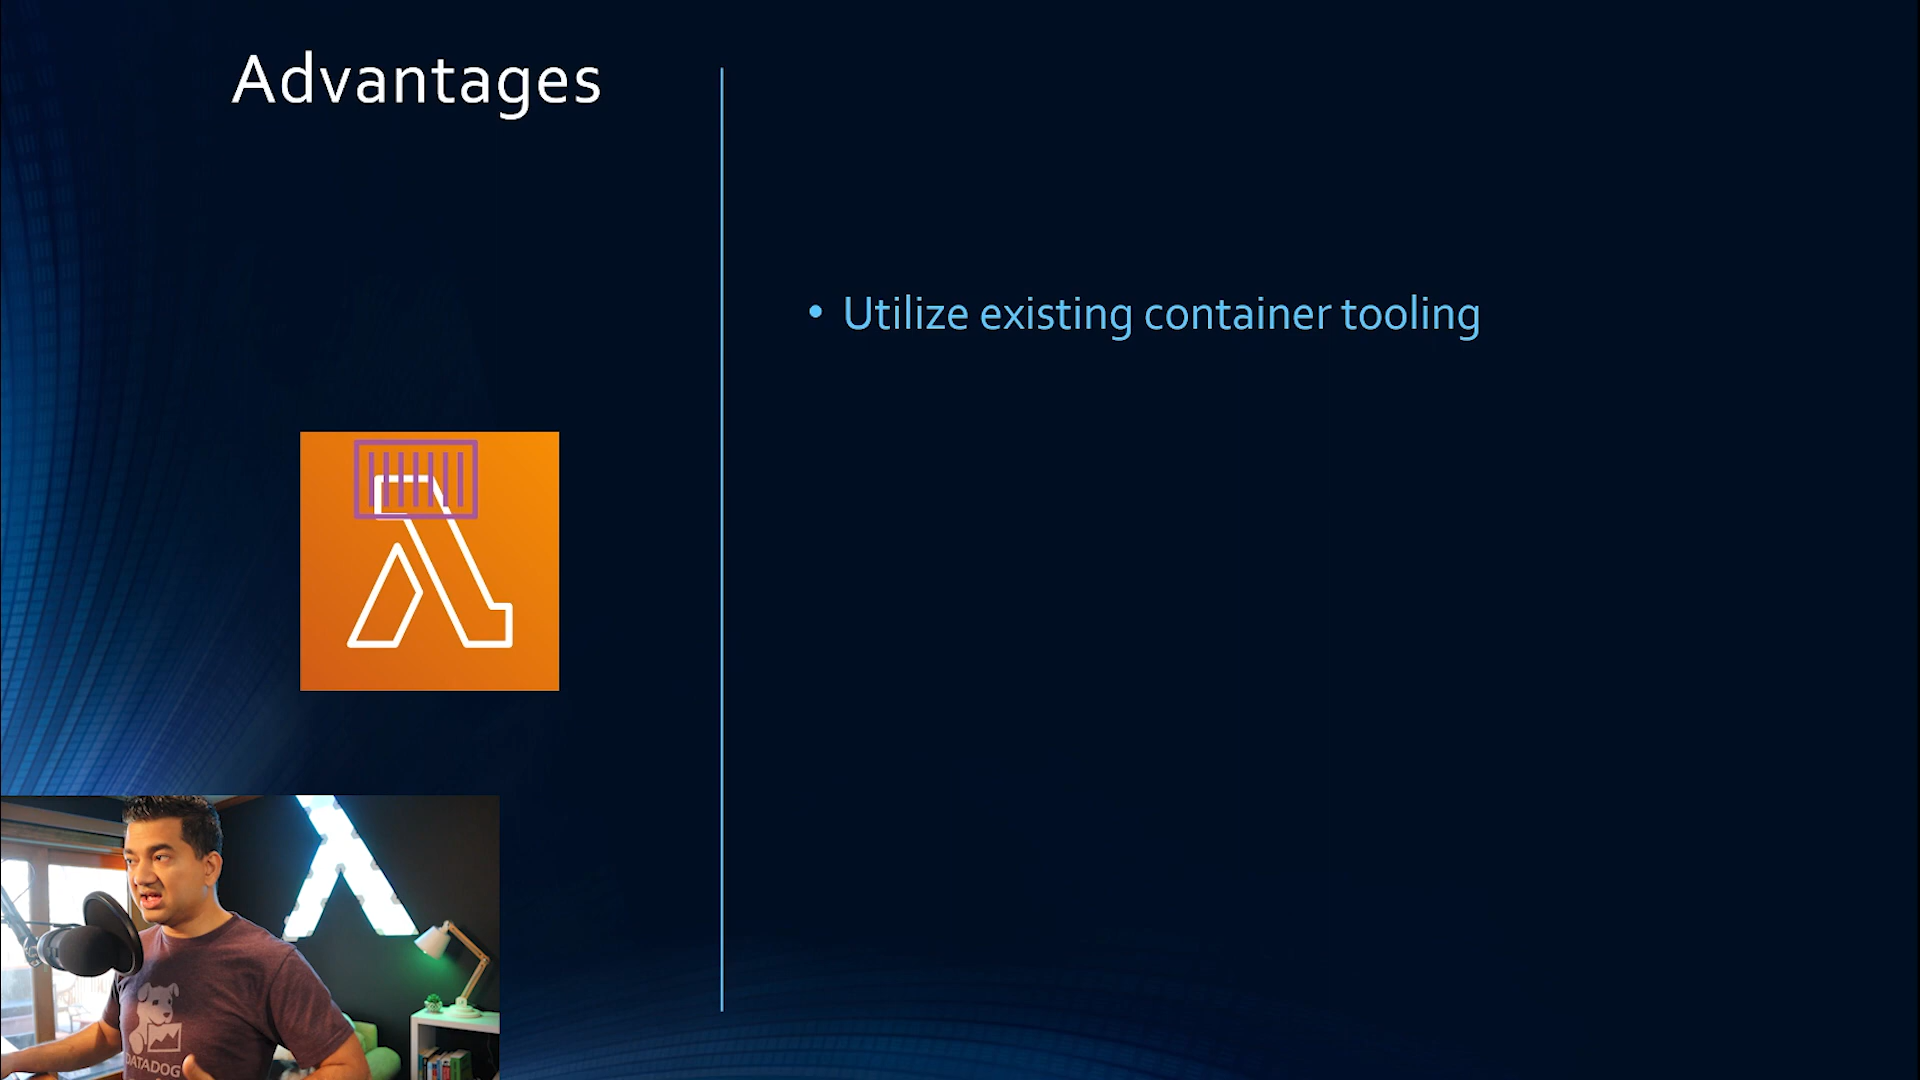 Advantages
• Utilize existing container tooling
DATADOG